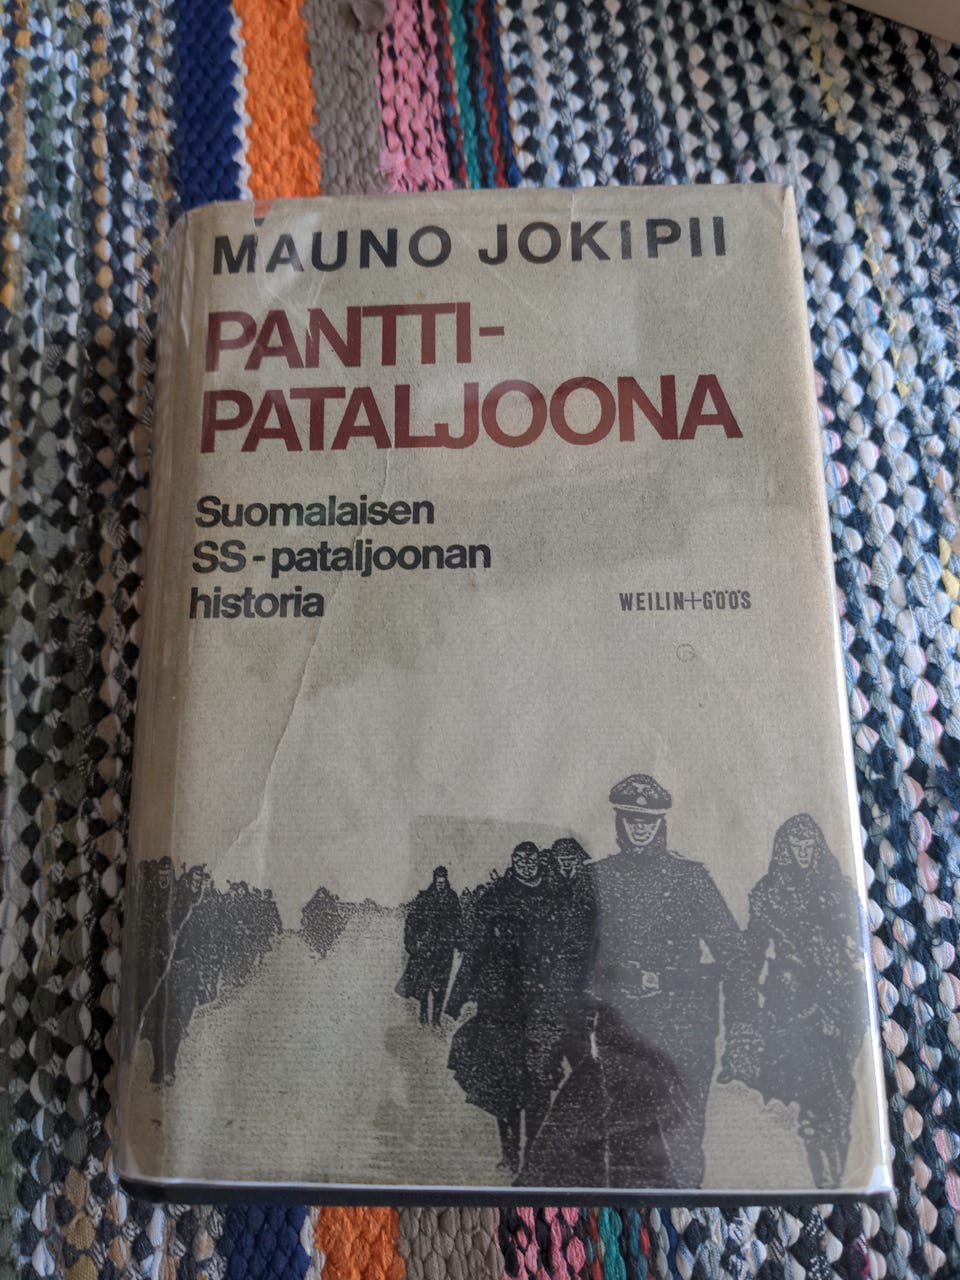 MAUNO JOKIPII
PANTTI-
PATALJOONA
Suomalaisen
SS-pataljoonan
historia
WEILIN+GÖÖS